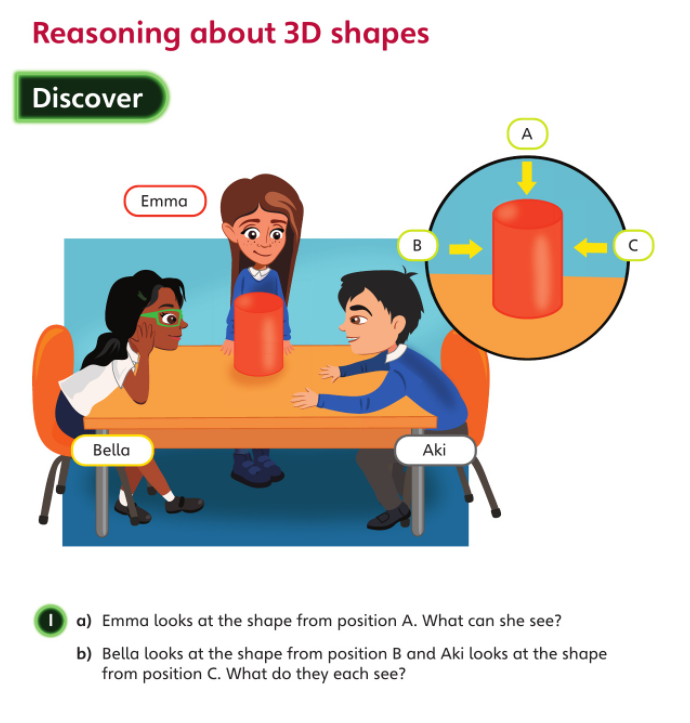 Reasoning about 3D shapes
Discover
A
Emma
B
C
Bella
Aki
1 a) Emma looks at the shape from position A. What can she see?
b) Bella looks at the shape from position B and Aki looks at the shape
from position C. What do they each see?